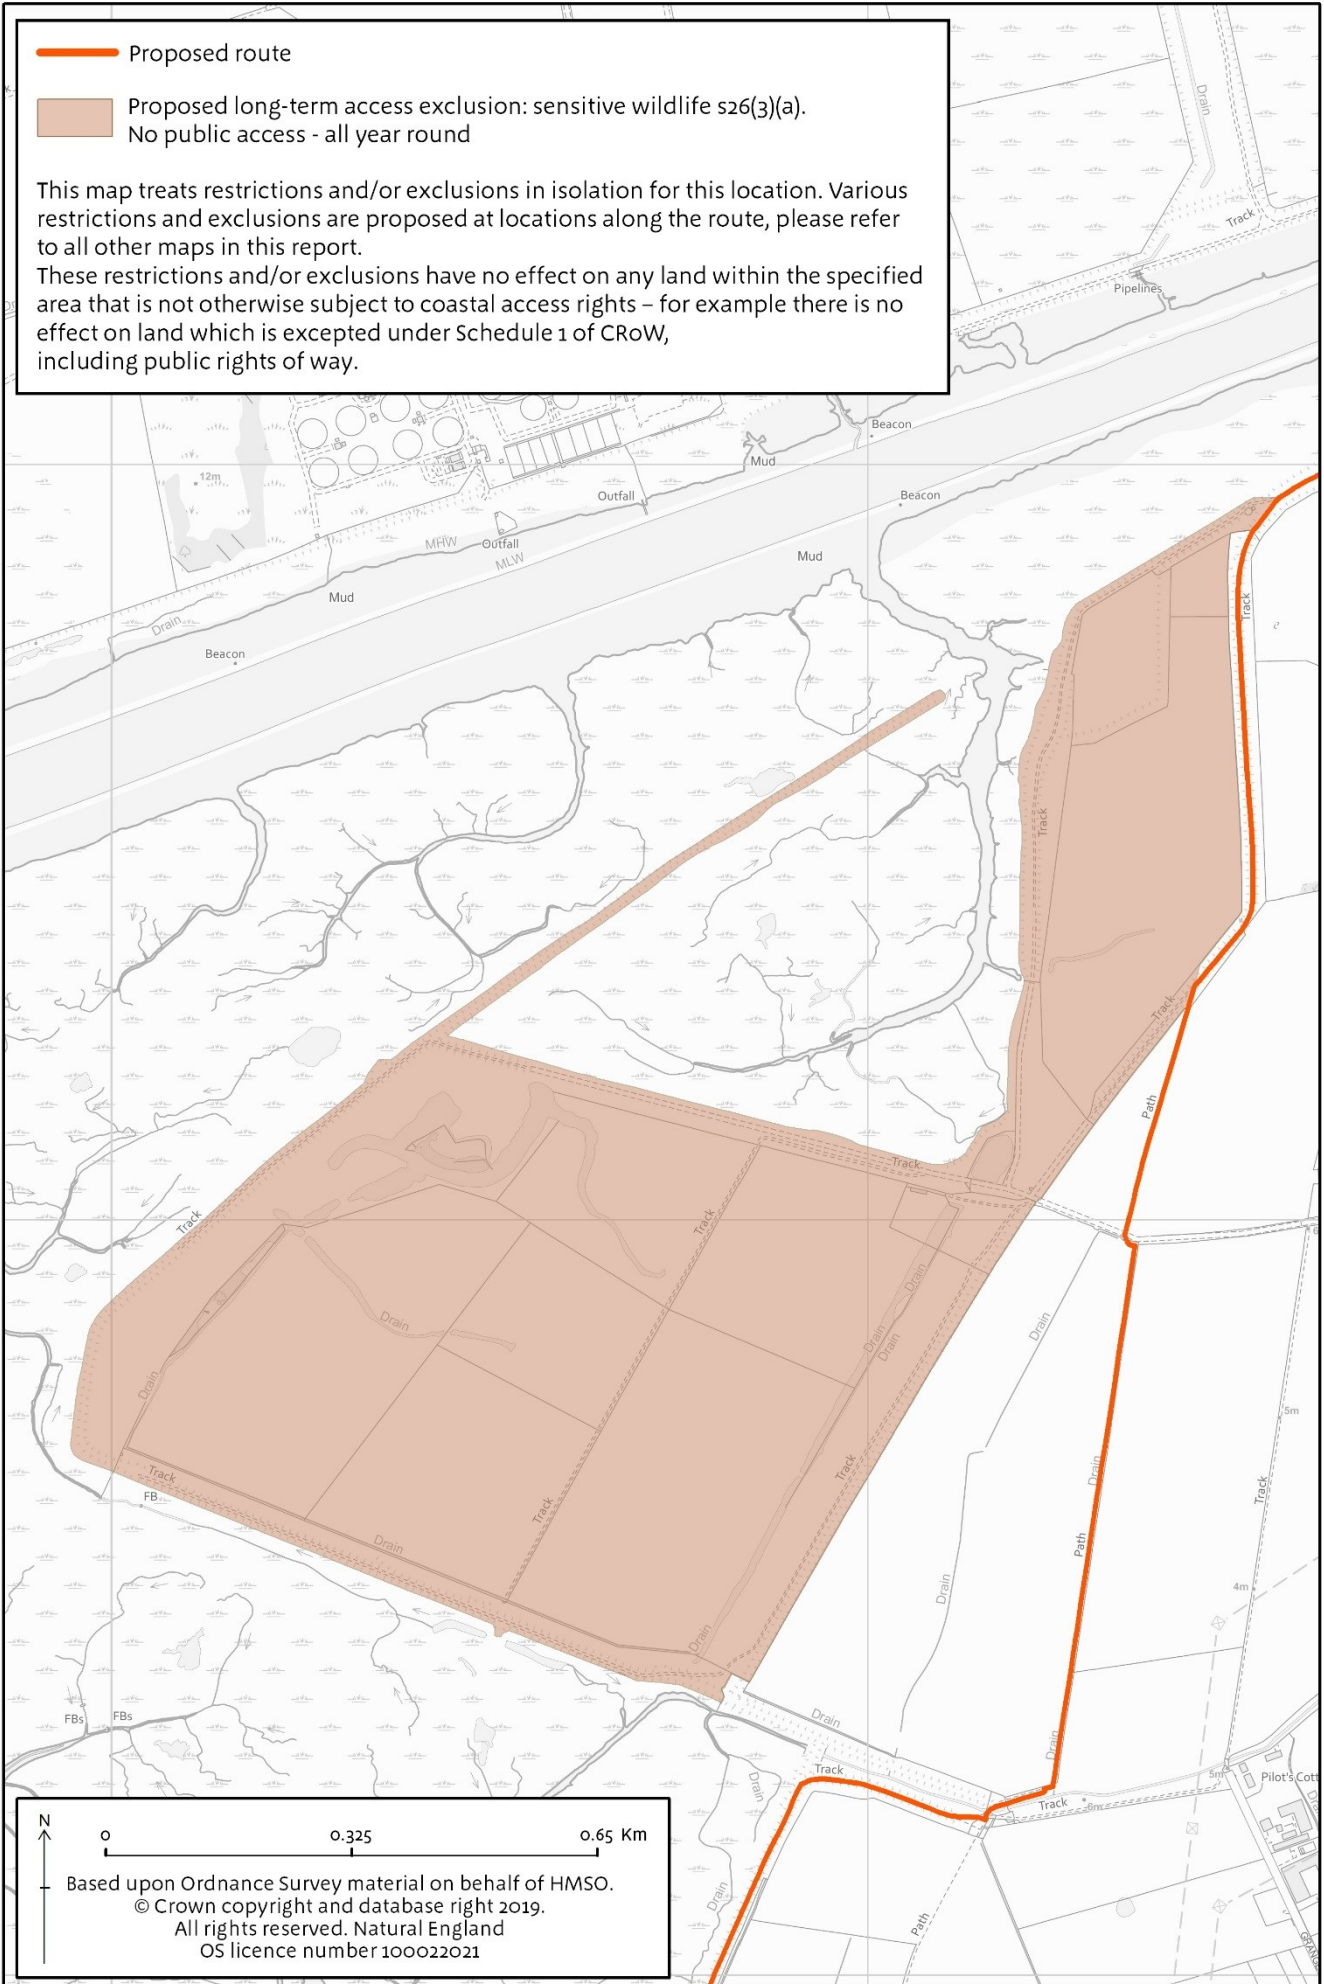 Proposed route
Proposed long-term access exclusion: sensitive wildlife s26(3)(a).
No public access - all year round
This map treats restrictions and/or exclusions in isolation for this location. Various
restrictions and exclusions are proposed at locations along the route, please refer
to all other maps in this report.
These restrictions and/or exclusions have no effect on any land within the specified
area that is not otherwise subject to coastal access rights – for example there is no
effect on land which is excepted under Schedule 1 of CRoW,
including public rights of way.
Drain
Track
Pipelines
Beacon
Mud
12m
Outfall
Beacon
MHW
Outfall
MLW
Mud
Mud
Track
Drain
Beacon
Track
Track
Path
Track
Track
Track
Drain
Drain
Drain
Drain
Drain
Drain
Track
5m
Track
FB
Track
Drain
Drain
Track
Path
Drain
4m
Drain
FBs
FBs
Drain
Drain
Track
Drain
5m
Pilot's Cott
Track
6m
Drain
Path
N
0
0.325
0.65 Km
Based upon Ordnance Survey material on behalf of HMSO.
© Crown copyright and database right 2019.
All rights reserved. Natural England
OS licence number 100022021